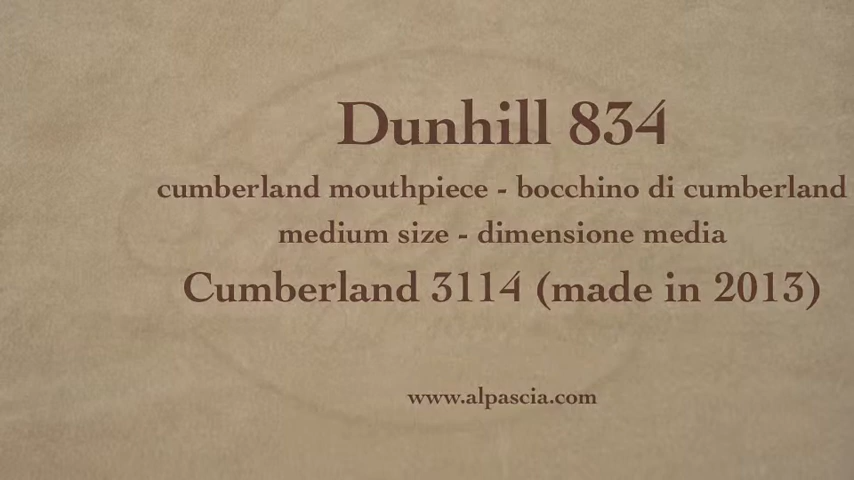 Dunhill 834
cumberland mouthpiece - bocchino di cumberland
medium size - dimensione media
Cumberland 3114 (made in 2013)
www.alpascia.com